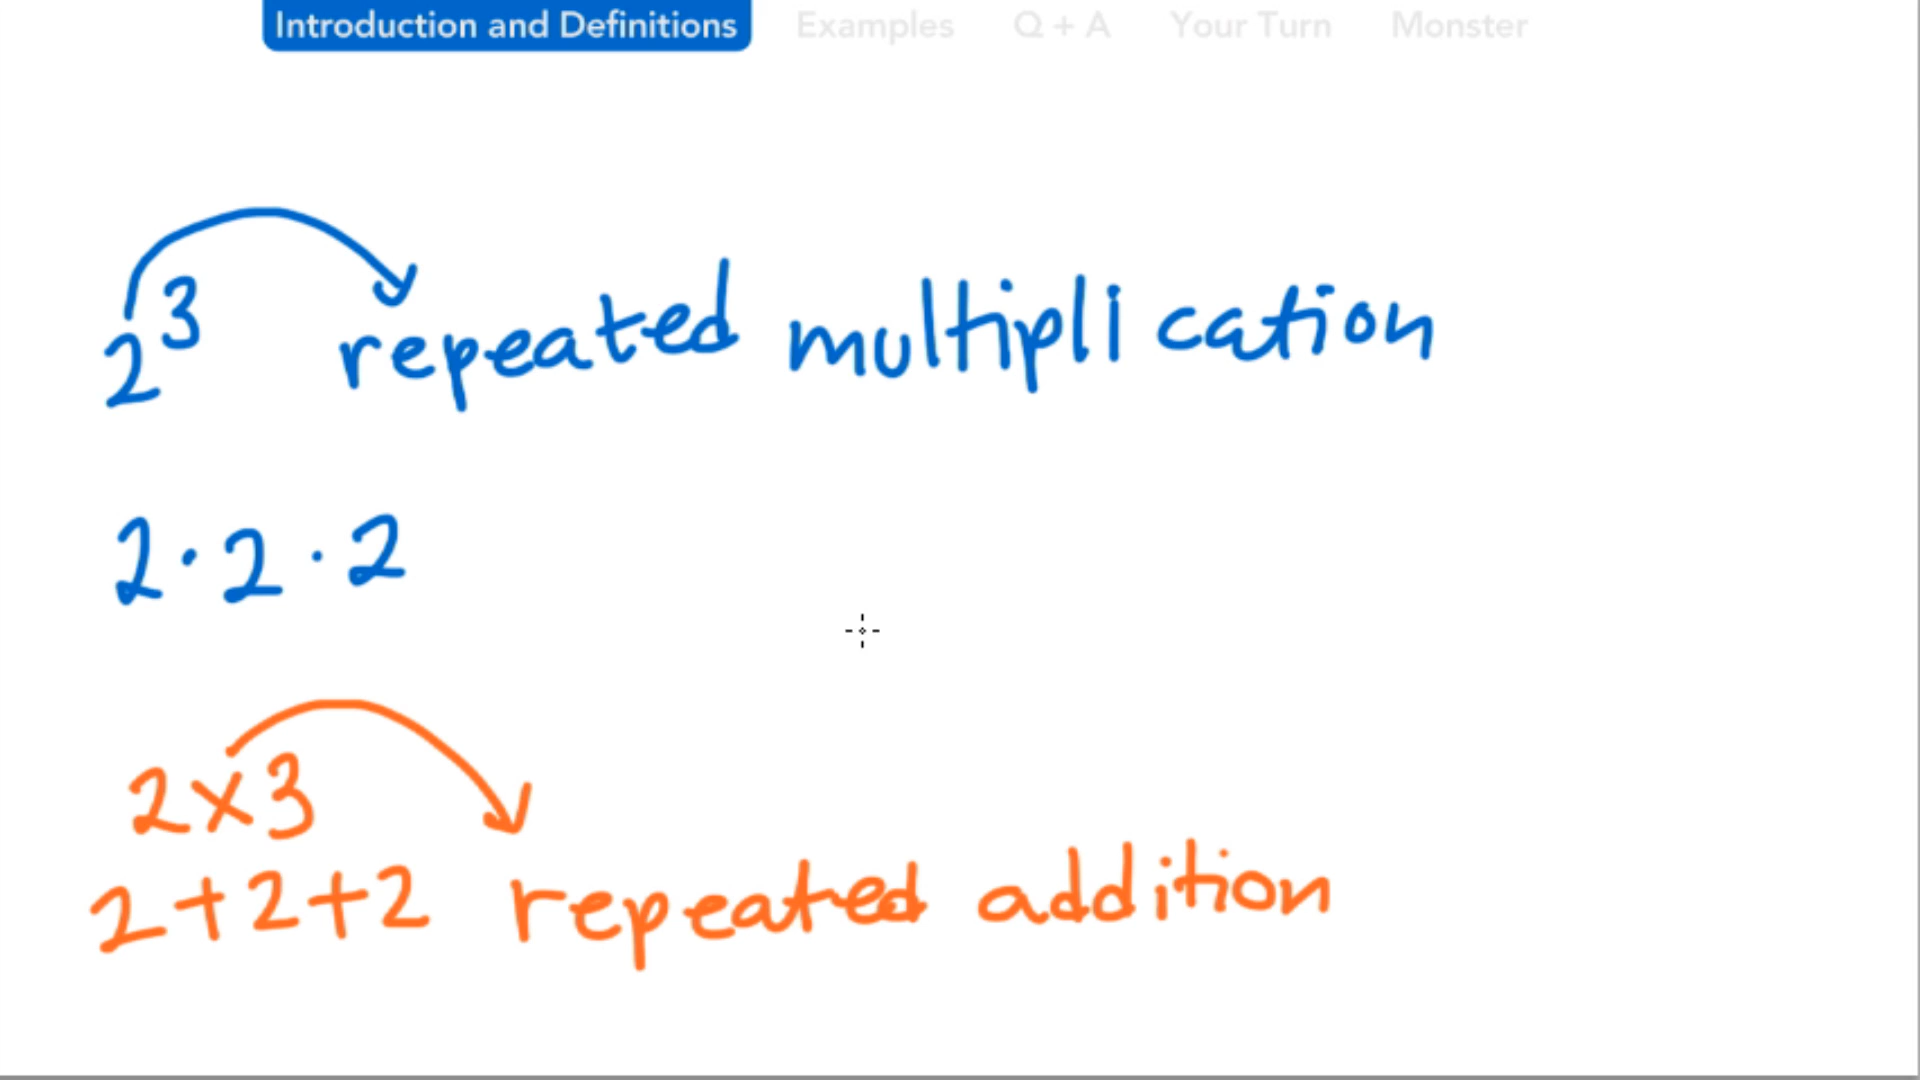 Introduction and Definitions Examples Q + A Your Turn Monster
2³ repeated multiplication
2·2·2
2x3
2+2+2 repeated addition